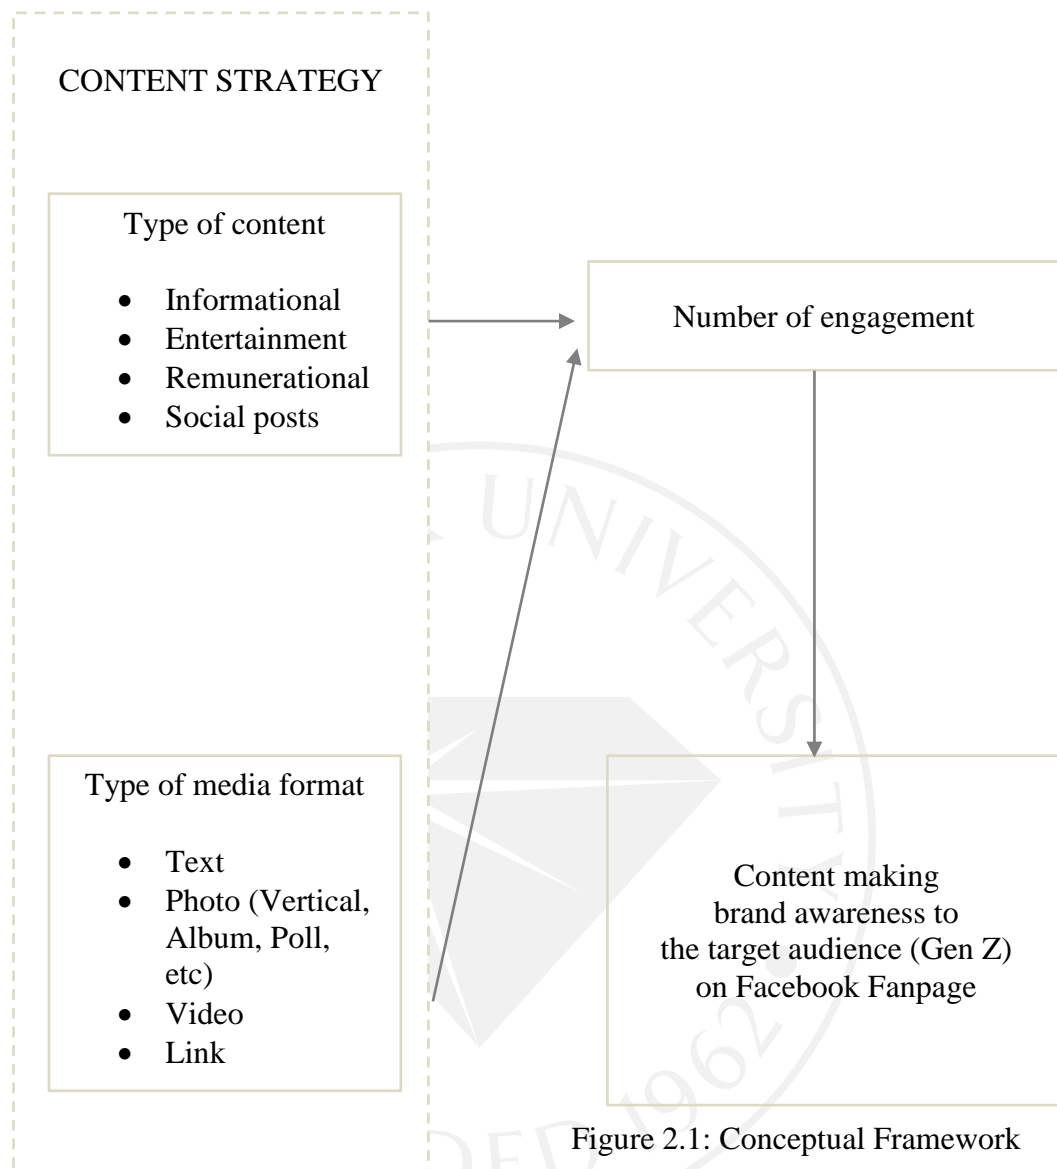 CONTENT STRATEGY
Type of content
• Informational
• Entertainment
• Remunerational
• Social posts
Number of engagement
Type of media format
• Text
• Photo (Vertical,
Album, Poll,
etc)
• Video
• Link
Content making
brand awareness to
the target audience (Gen Z)
on Facebook Fanpage
Figure 2.1: Conceptual Framework
UNIVERSITY
1962